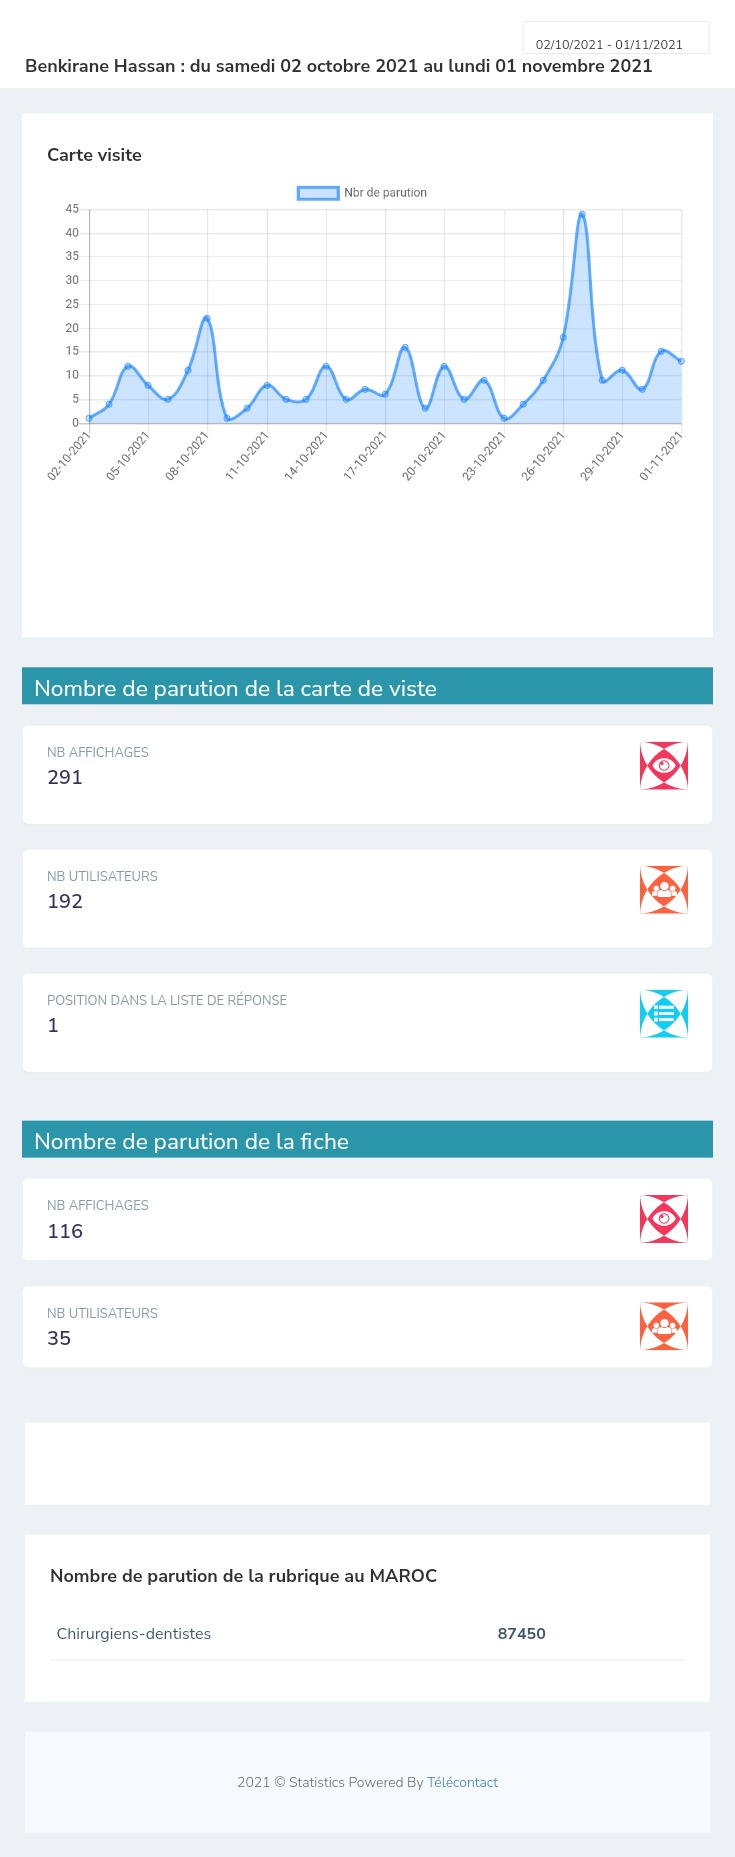 02/10/2021 - 01/11/2021
Benkirane Hassan : du samedi 02 octobre 2021 au lundi 01 novembre 2021
Carte visite
Nbr de parution
45
40
35
30
25
20
15
10
5
0
02-10-2021
05-10-2021
08-10-2021
11-10-2021
14-10-2021
17-10-2021
20-10-2021
23-10-2021
26-10-2021
29-10-2021
01-11-2021
Nombre de parution de la carte de viste
NB AFFICHAGES
291
NB UTILISATEURS
192
POSITION DANS LA LISTE DE RÉPONSE
1
Nombre de parution de la fiche
NB AFFICHAGES
116
NB UTILISATEURS
35
Nombre de parution de la rubrique au MAROC
Chirurgiens-dentistes 87450
2021 © Statistics Powered By Télécontact